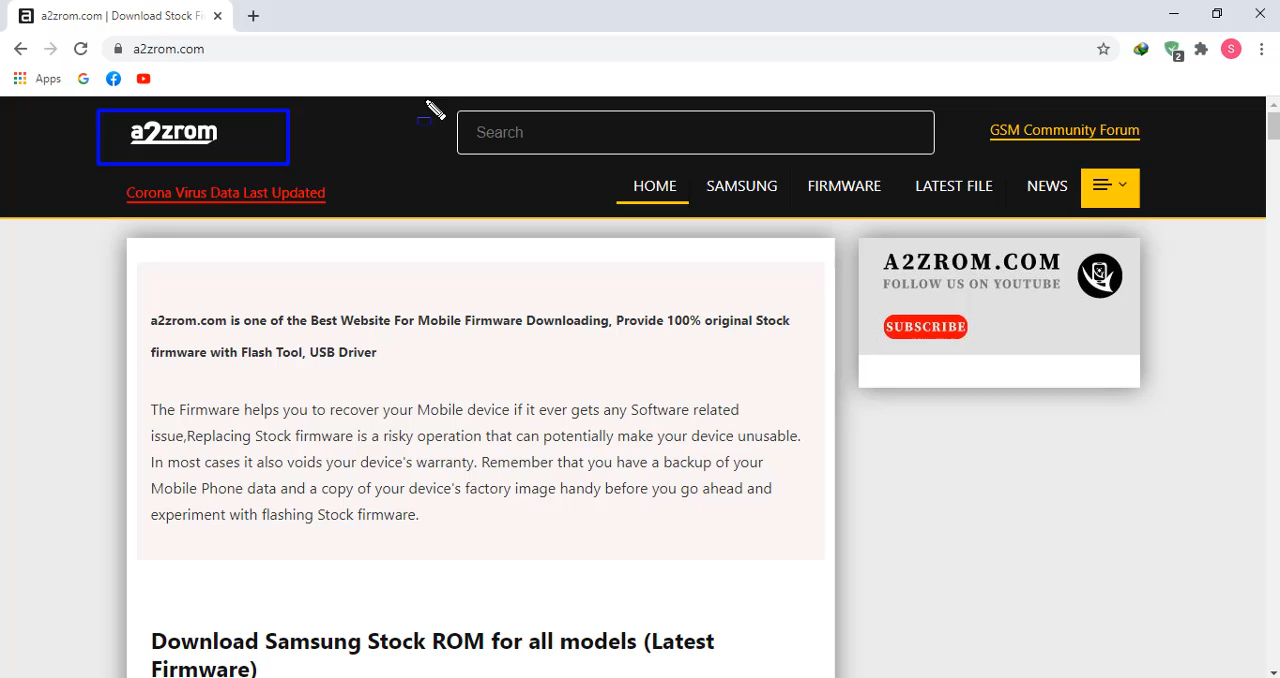 a2zrom.com | Download Stock Fi
a2zrom.com
2
S
Apps
a2zrom
Search
GSM Community Forum
Corona Virus Data Last Updated
HOME
SAMSUNG
FIRMWARE
LATEST FILE
NEWS
a2zrom.com is one of the Best Website For Mobile Firmware Downloading, Provide 100% original Stock
firmware with Flash Tool, USB Driver
The Firmware helps you to recover your Mobile device if it ever gets any Software related
issue,Replacing Stock firmware is a risky operation that can potentially make your device unusable.
In most cases it also voids your device's warranty. Remember that you have a backup of your
Mobile Phone data and a copy of your device's factory image handy before you go ahead and
experiment with flashing Stock firmware.
Download Samsung Stock ROM for all models (Latest
Firmware)
A2ZROM.COM
FOLLOW US ON YOUTUBE
SUBSCRIBE